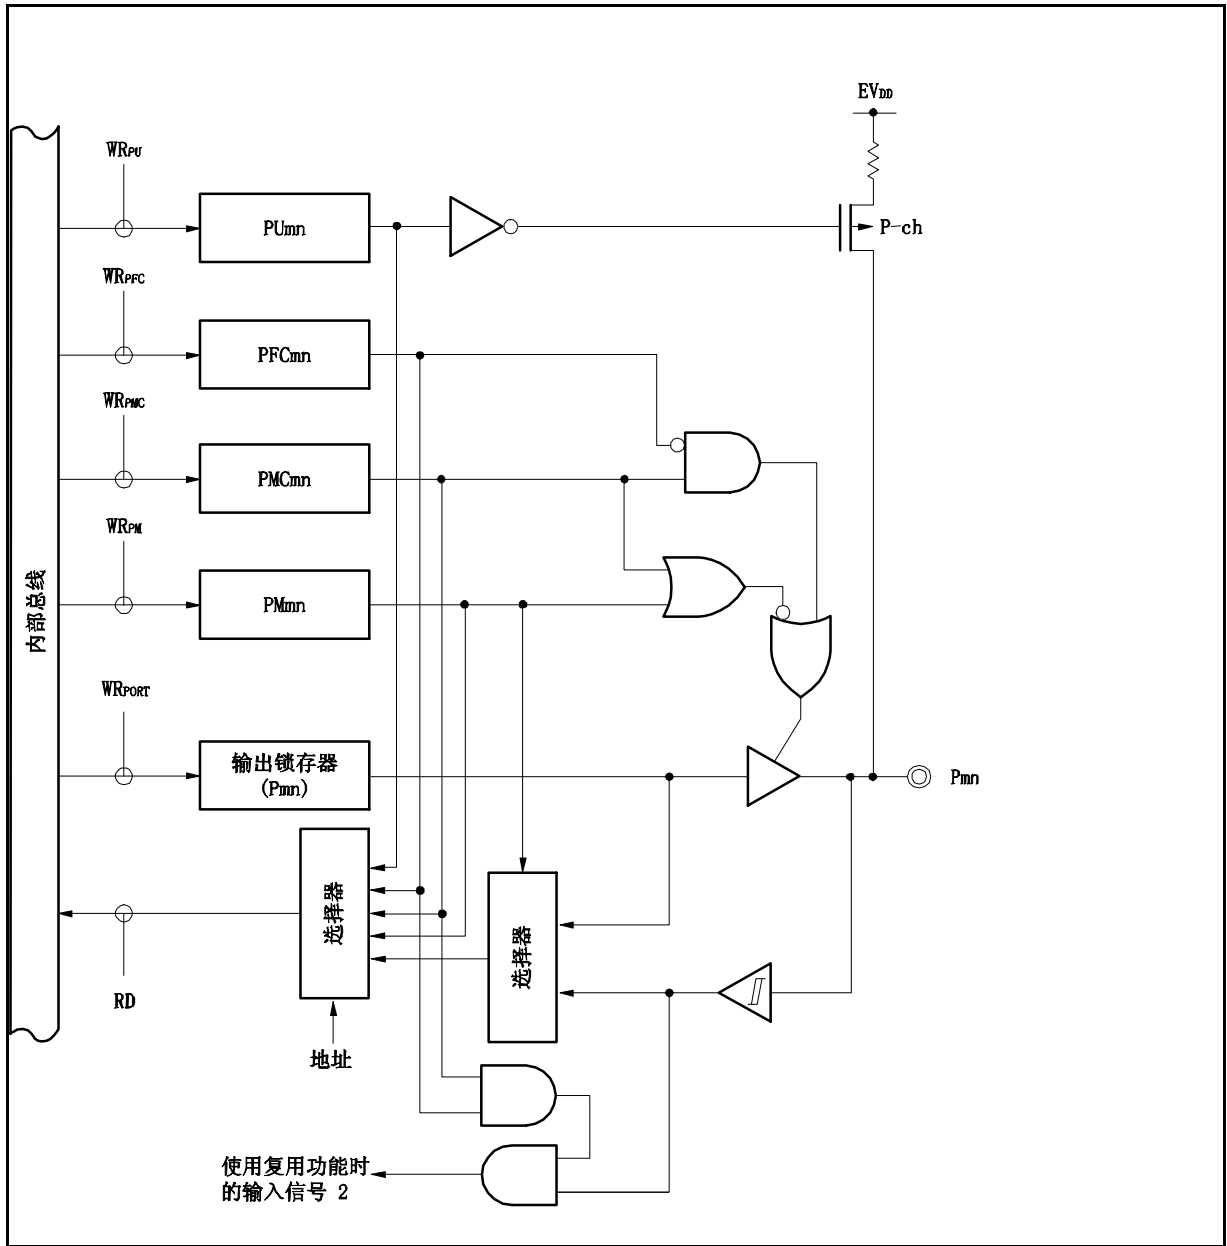 EVDD
WRPU
PUmn
P-ch
WRPFC
PFCmn
WRPMC
PMCmn
WRPM
PMmn
内部总线
WRPORT
输出锁存器
(Pmn)
Pmn
选择器
选择器
RD
地址
使用复用功能时
的输入信号 2